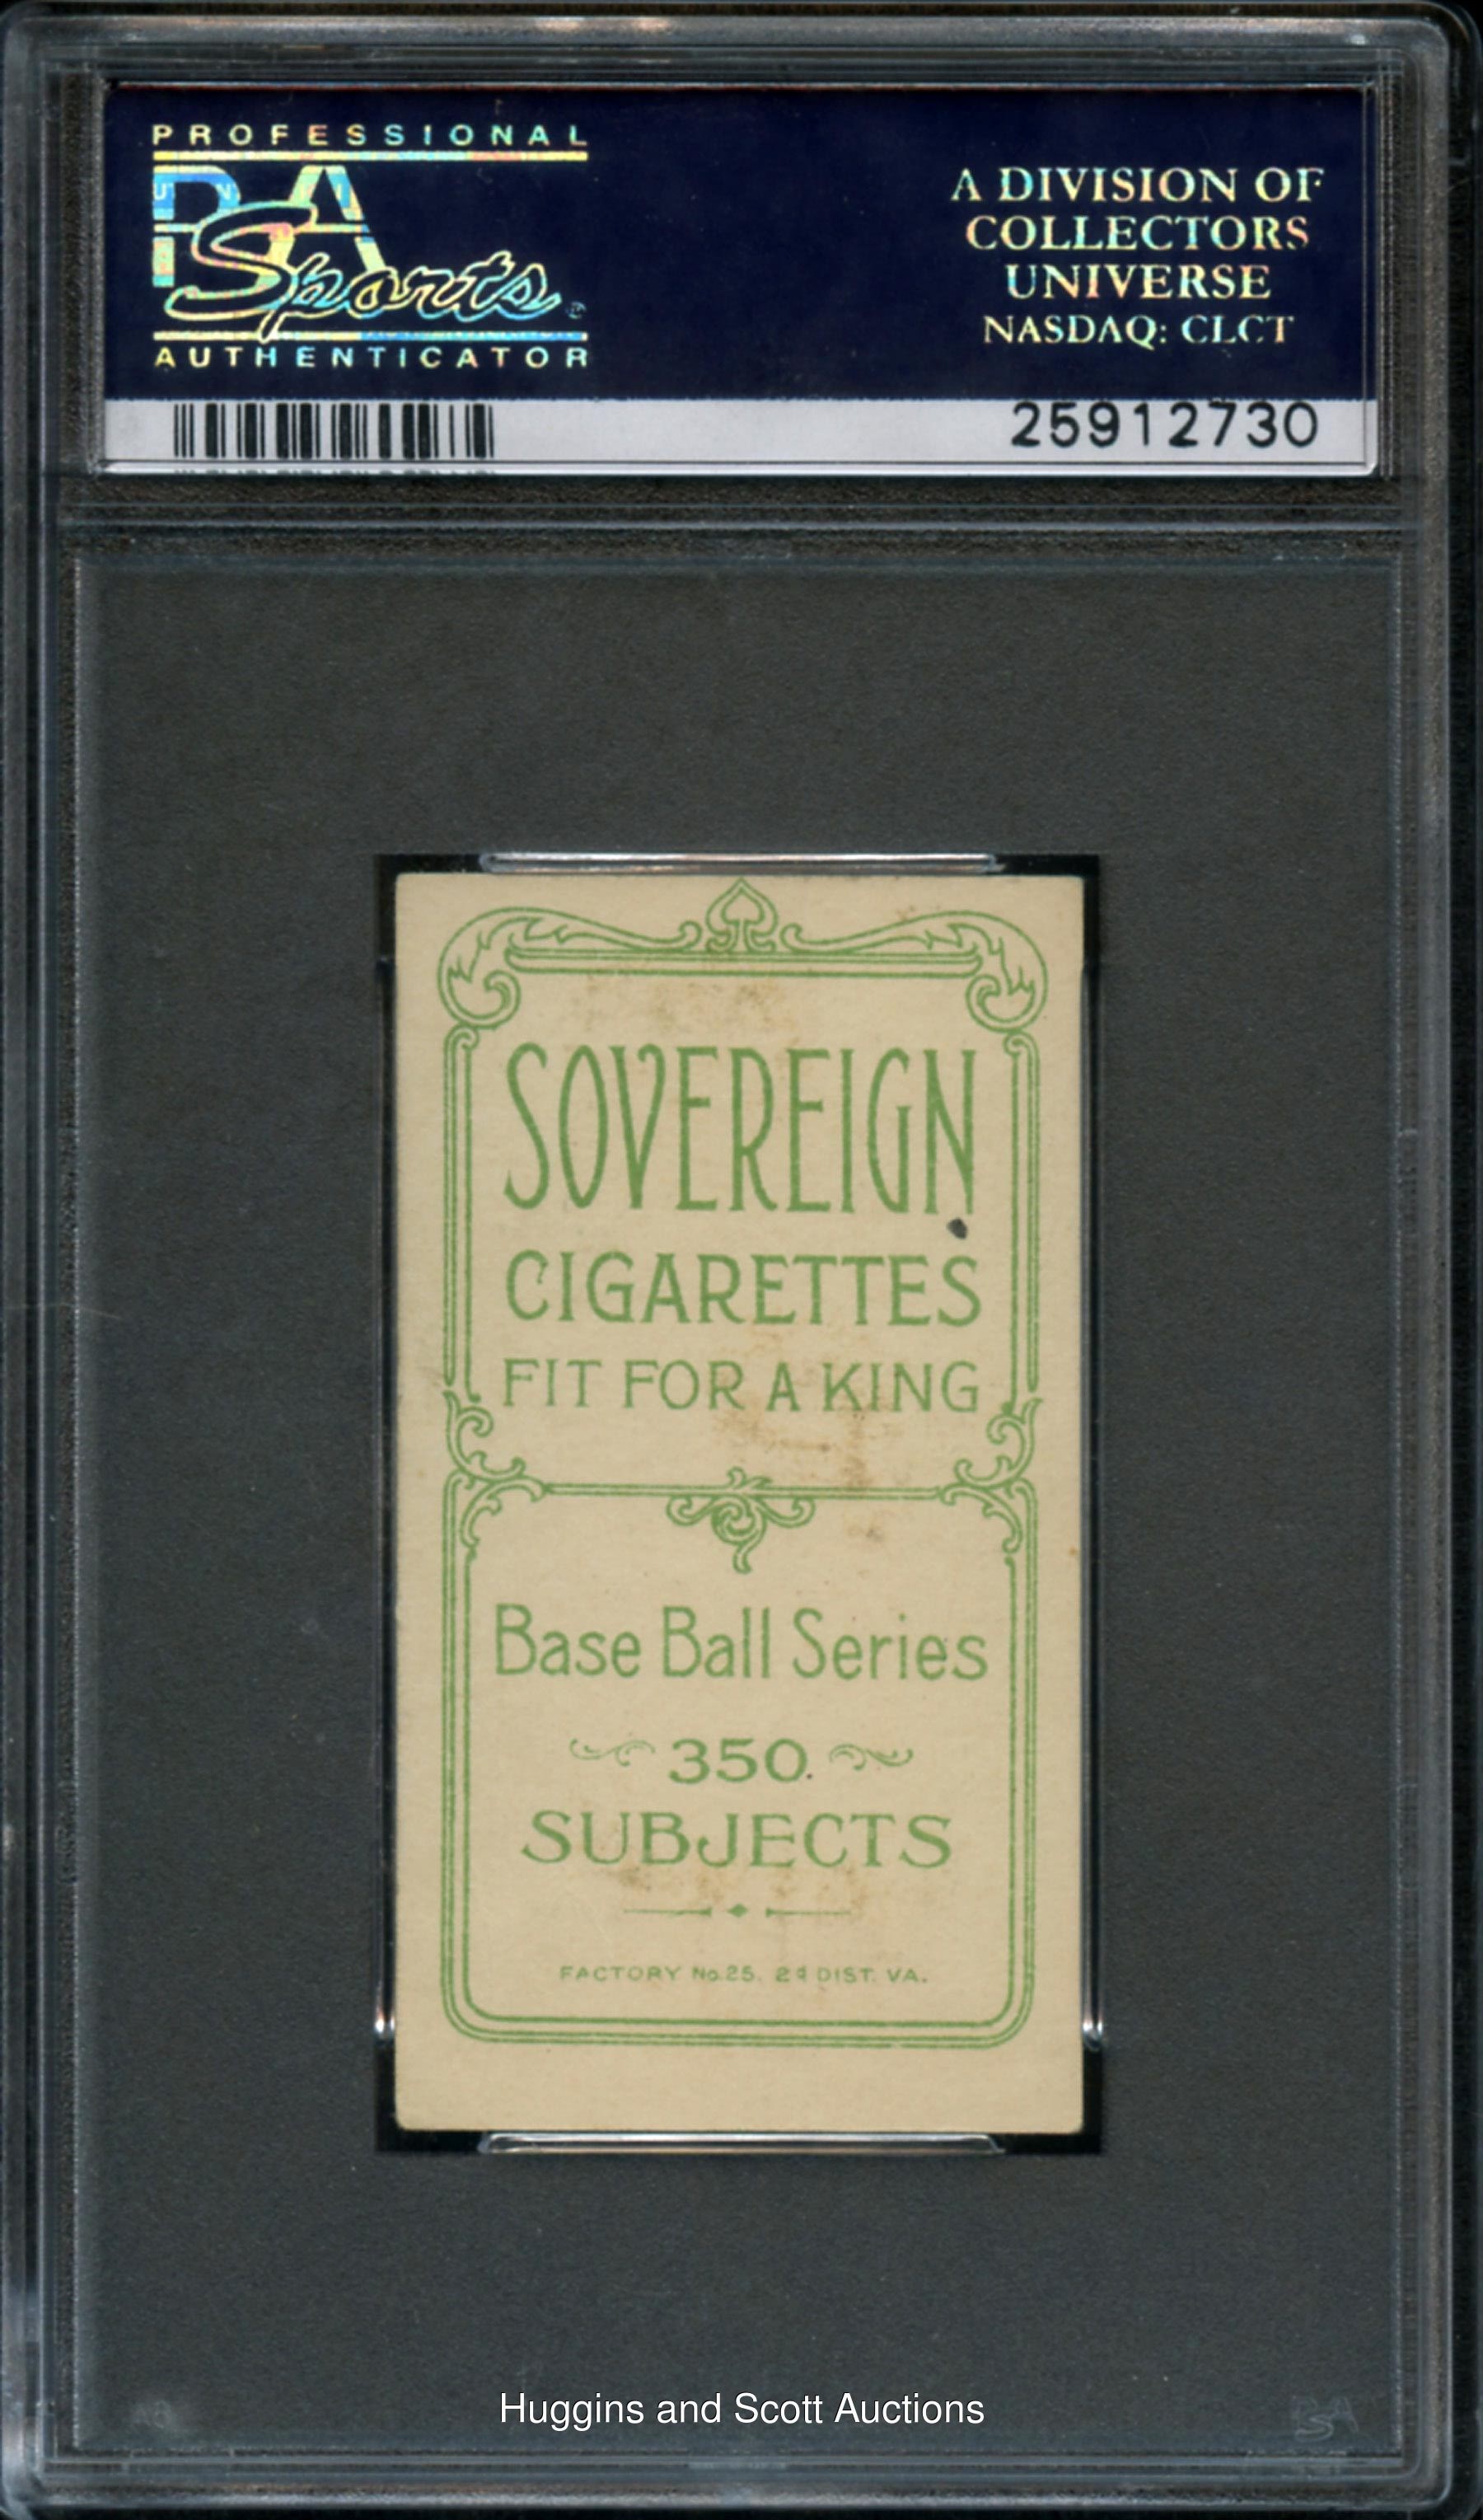 PROFESSIONAL
PSA
Sports
AUTHENTICATOR
A DIVISION OF
COLLECTORS
UNIVERSE
NASDAQ: CLCT
25912730
SOVEREIGN
CIGARETTES
FIT FOR A KING
Base Ball Series
350.
SUBJECTS
FACTORY No. 25. 2d DIST. VA.
Huggins and Scott Auctions
PSA